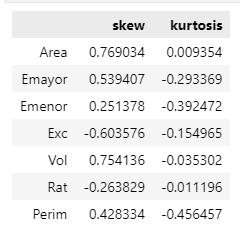 skew kurtosis
Area 0.769034 0.009354
Emayor 0.539407 -0.293369
Emenor 0.251378 -0.392472
Exc -0.603576 -0.154965
Vol 0.754136 -0.035302
Rat -0.263829 -0.011196
Perim 0.428334 -0.456457